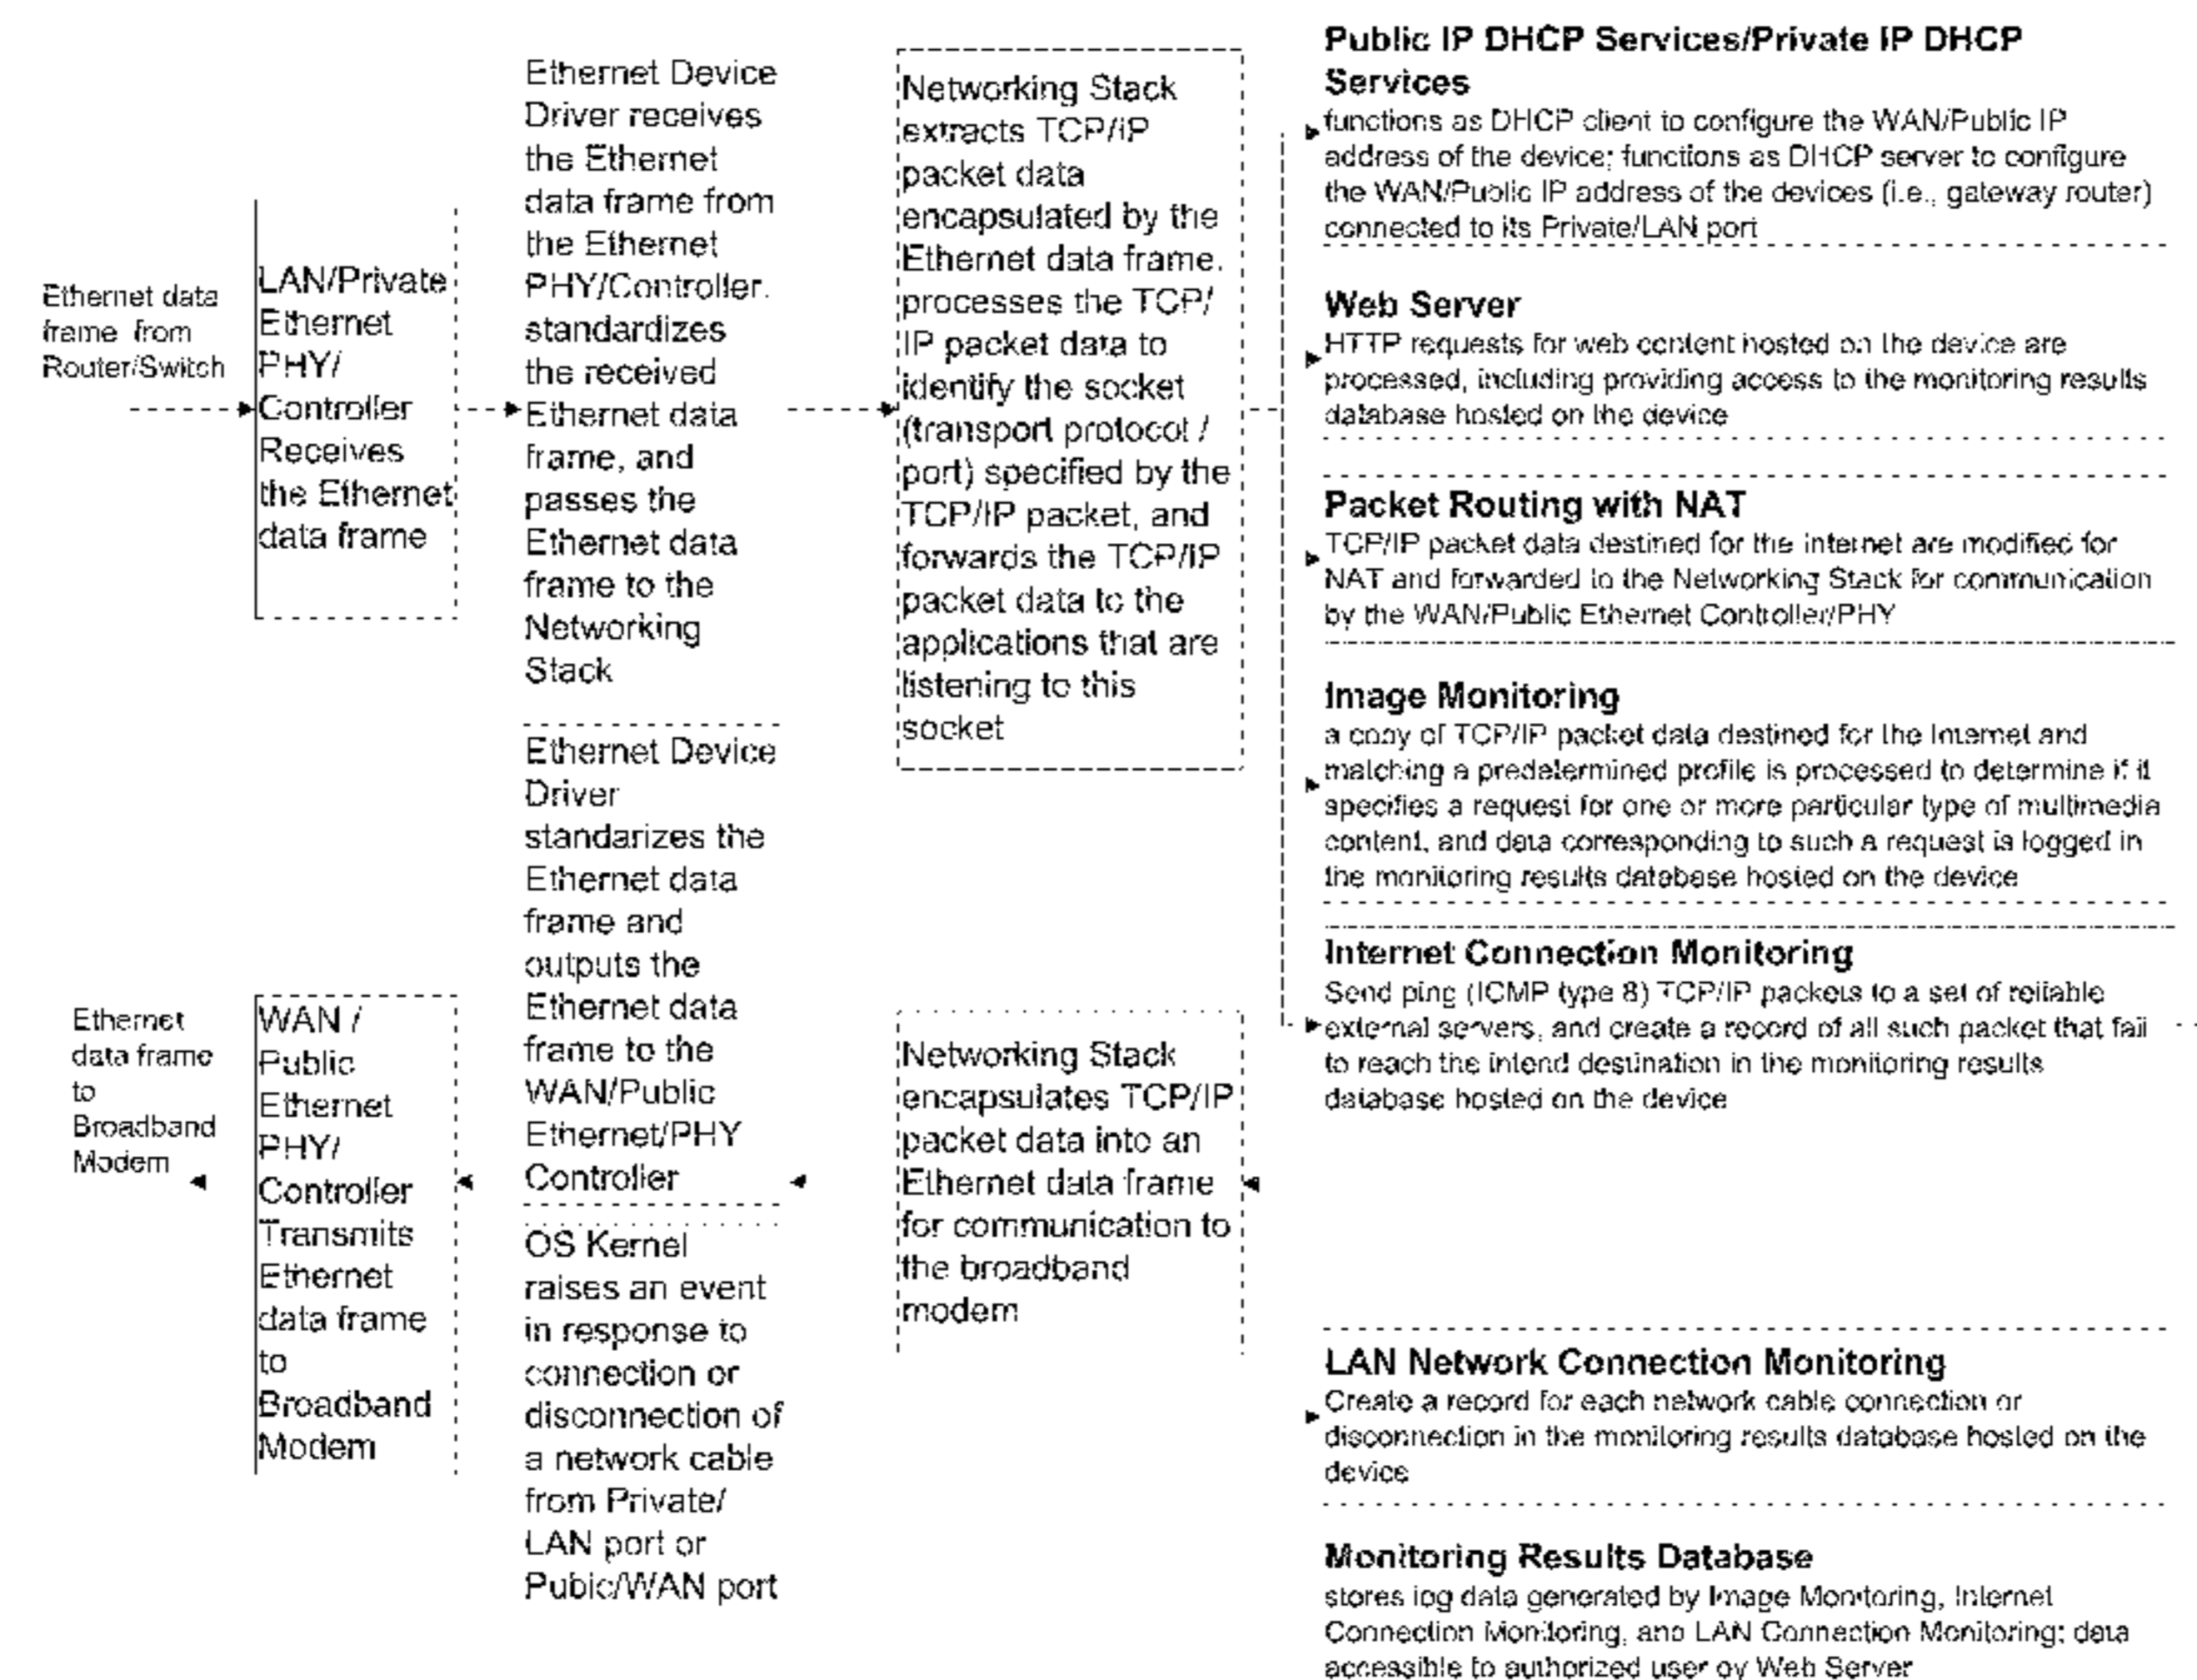 Ethernet data
frame from
Router/Switch
LAN/Private
Ethernet
PHY/
Controller
Receives
the Ethernet
data frame
Ethernet Device
Driver receives
the Ethernet
data frame from
the Ethernet
PHY/Controller.
standardizes
the received
Ethernet data
frame, and
passes the
Ethernet data
frame to the
Networking
Stack
Networking Stack
extracts TCP/IP
packet data
encapsulated by the
Ethernet data frame.
processes the TCP/
IP packet data to
identify the socket
(transport protocol /
port) specified by the
TCP/IP packet, and
forwards the TCP/IP
packet data to the
applications that are
listening to this
socket
Public IP DHCP Services/Private IP DHCP
Services
functions as DHCP client to configure the WAN/Public IP
address of the device; functions as DHCP server to configure
the WAN/Public IP address of the devices (i.e., gateway router)
connected to its Private/LAN port
Web Server
HTTP requests for web content hosted on the device are
processed, including providing access to the monitoring results
database hosted on the device
Packet Routing with NAT
TCP/IP packet data destined for the internet are modified for
NAT and forwarded to the Networking Stack for communication
by the WAN/Public Ethernet Controller/PHY
Image Monitoring
a copy of TCP/IP packet data destined for the Internet and
matching a predetermined profile is processed to determine if it
specifies a request for one or more particular type of multimedia
content, and data corresponding to such a request is logged in
the monitoring results database hosted on the device
Internet Connection Monitoring
Send ping (ICMP type 8) TCP/IP packets to a set of reliable
external servers, and create a record of all such packet that fail
to reach the intend destination in the monitoring results
database hosted on the device
Ethernet
data frame
to
Broadband
Modem
WAN /
Public
Ethernet
PHY/
Controller
Transmits
Ethernet
data frame
to
Broadband
Modem
Ethernet Device
Driver
standarizes the
Ethernet data
frame and
outputs the
Ethernet data
frame to the
WAN/Public
Ethernet/PHY
Controller
OS Kernel
raises an event
in response to
connection or
disconnection of
a network cable
from Private/
LAN port or
Pubic/WAN port
Networking Stack
encapsulates TCP/IP
packet data into an
Ethernet data frame
for communication to
the broadband
modem
LAN Network Connection Monitoring
Create a record for each network cable connection or
disconnection in the monitoring results database hosted on the
device
Monitoring Results Database
stores log data generated by Image Monitoring, Internet
Connection Monitoring, and LAN Connection Monitoring; data
accessible to authorized user by Web Server